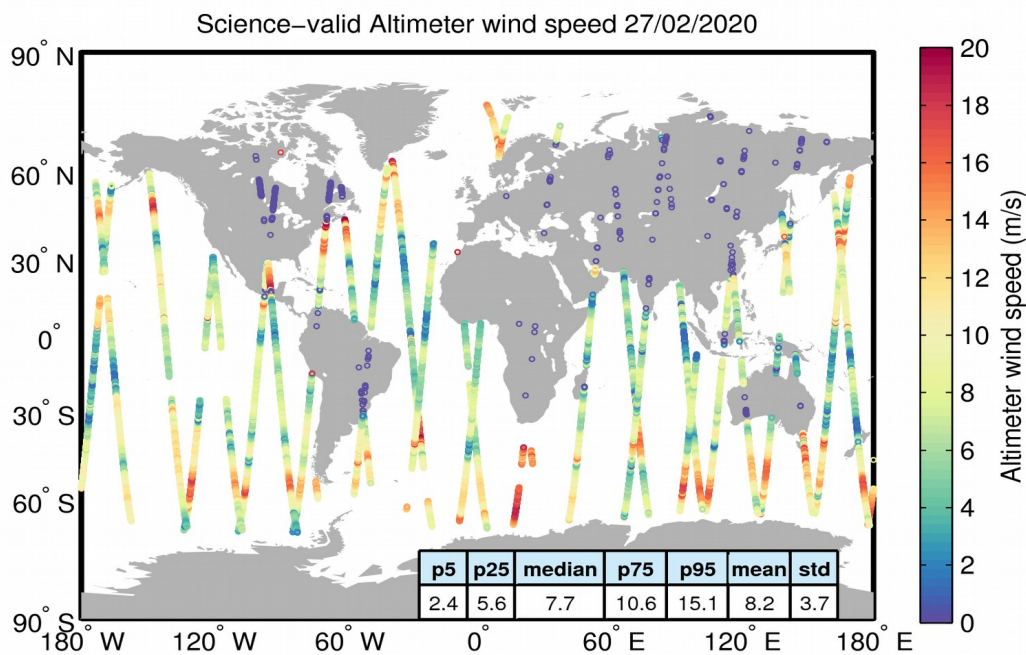 Science−valid Altimeter wind speed 27/02/2020
90° N
60° N
30° N
0°
30° S
60° S
90° S
180° W 120° W 60° W 0° 60° E 120° E 180° E
p5 p25 median p75 p95 mean std
2.4 5.6 7.7 10.6 15.1 8.2 3.7
20
18
16
14
12
10
8
6
4
2
0
Altimeter wind speed (m/s)